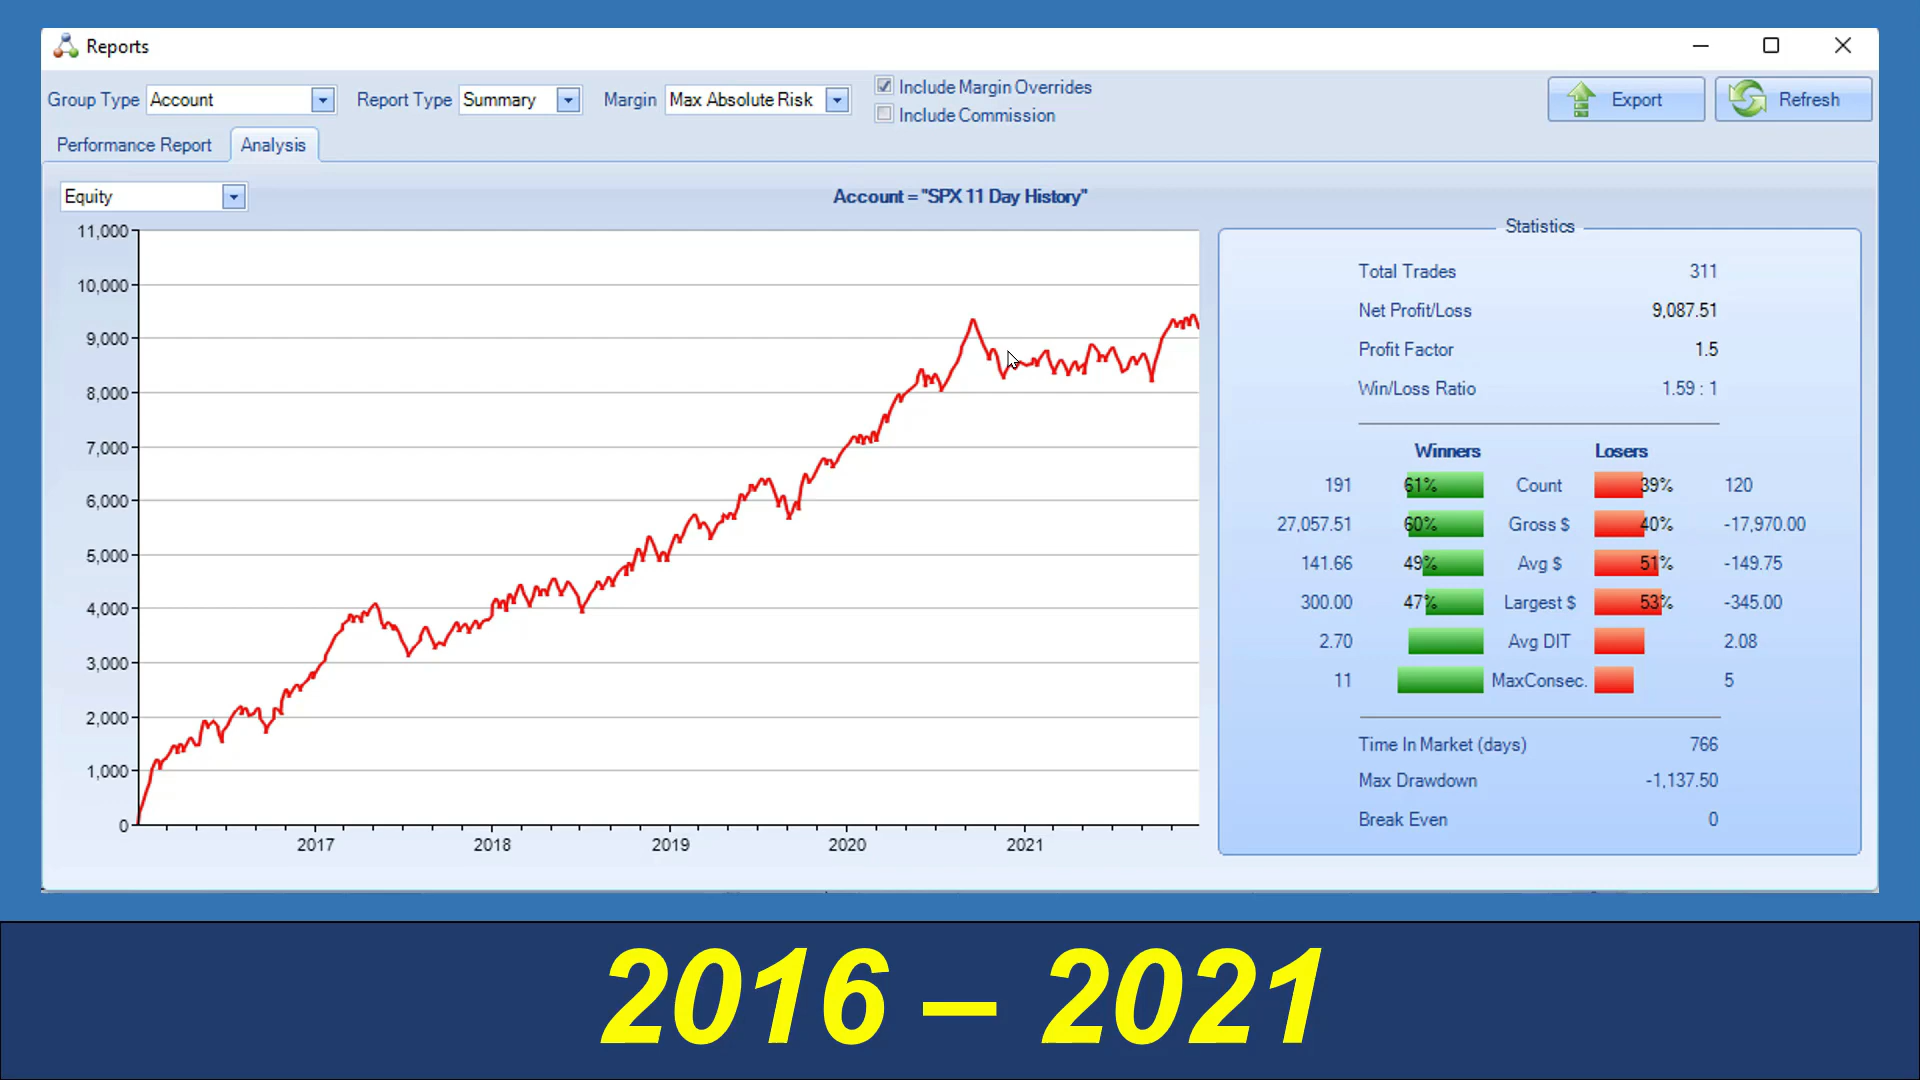 Reports
Group Type Account Report Type Summary Margin Max Absolute Risk Include Margin Overrides
Include Commission
Export Refresh
Performance Report Analysis
Equity
Account = "SPX 11 Day History"
11,000
10,000
9,000
8,000
7,000
6,000
5,000
4,000
3,000
2,000
1,000
0
2017 2018 2019 2020 2021
Statistics
Total Trades 311
Net Profit/Loss 9,087.51
Profit Factor 1.5
Win/Loss Ratio 1.59 : 1
Winners Losers
191 61% Count 39% 120
27,057.51 60% Gross $ 40% -17,970.00
141.66 49% Avg $ 51% -149.75
300.00 47% Largest $ 53% -345.00
2.70 Avg DIT 2.08
11 MaxConsec. 5
Time In Market (days) 766
Max Drawdown -1,137.50
Break Even 0
2016 – 2021